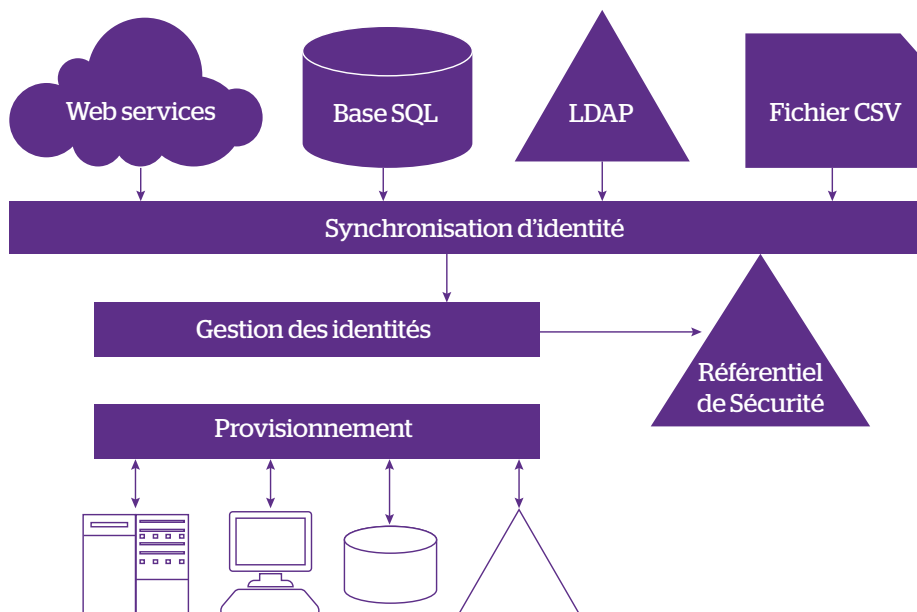 Web services
Base SQL
LDAP
Fichier CSV
Synchronisation d'identité
Gestion des identités
Référentiel
de Sécurité
Provisionnement